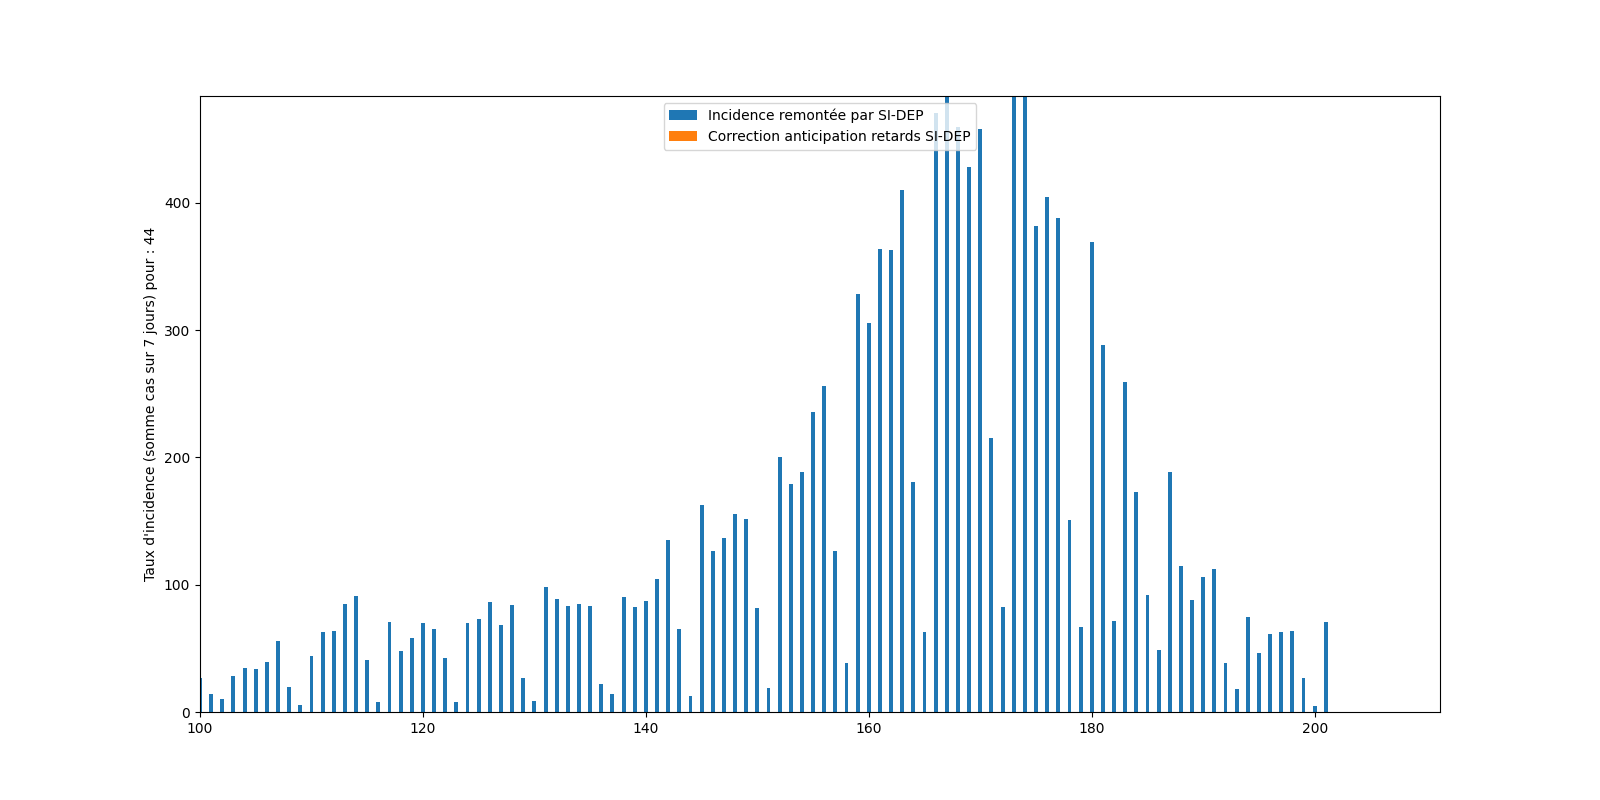 Incidence remontée par SI-DEP
Correction anticipation retards SI-DEP
Taux d'incidence (somme cas sur 7 jours) pour : 44
400
300
200
100
0
100 120 140 160 180 200